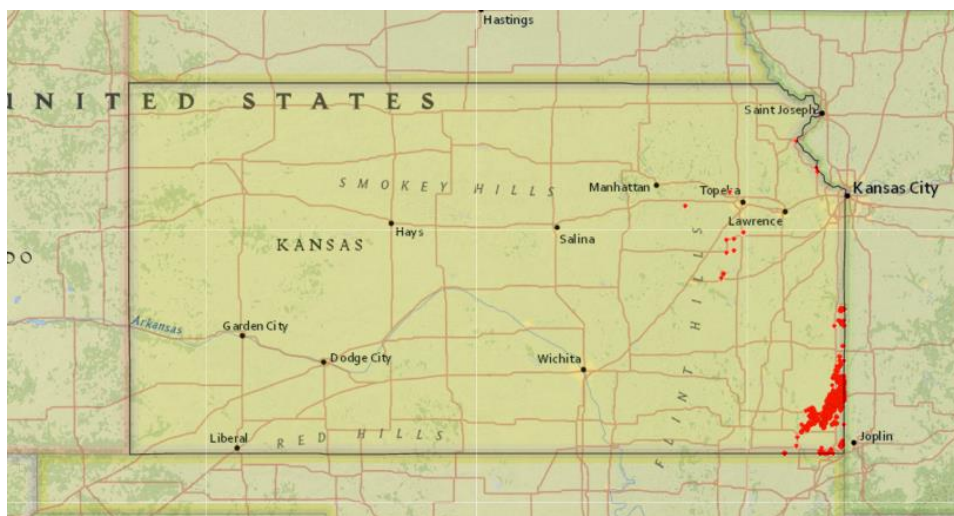 Hastings
UNITED STATES
Saint Joseph
SMOKEY HILLS
Manhattan
Topeka
Kansas City
Lawrence
KANSAS
Hays
Salina
DO
Arkansas
Garden City
Dodge City
Wichita
FLINT HILLS
Liberal
RED HILLS
Joplin